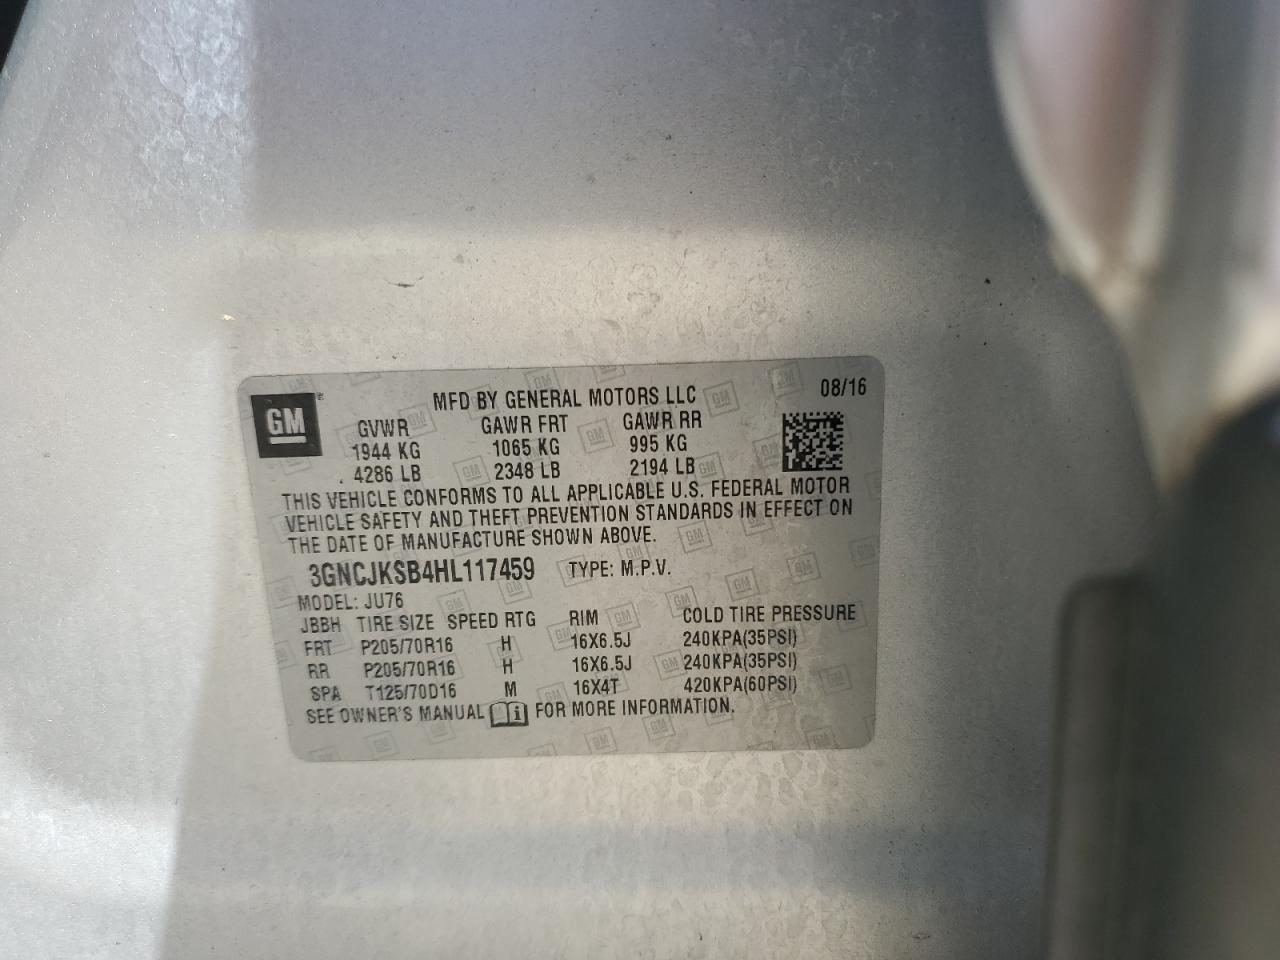 GM
MFD BY GENERAL MOTORS LLC 08/16
GVWR GAWR FRT GAWR RR
1944 KG 1065 KG 995 KG
4286 LB 2348 LB 2194 LB
THIS VEHICLE CONFORMS TO ALL APPLICABLE U.S. FEDERAL MOTOR
VEHICLE SAFETY AND THEFT PREVENTION STANDARDS IN EFFECT ON
THE DATE OF MANUFACTURE SHOWN ABOVE.
3GNCJKSB4HL117459 TYPE: M.P.V.
MODEL: JU76
JBBH TIRE SIZE SPEED RTG RIM COLD TIRE PRESSURE
FRT P205/70R16 H 16X6.5J 240KPA(35PSI)
RR P205/70R16 H 16X6.5J 240KPA(35PSI)
SPA T125/70D16 M 16X4T 420KPA(60PSI)
SEE OWNER'S MANUAL FOR MORE INFORMATION.